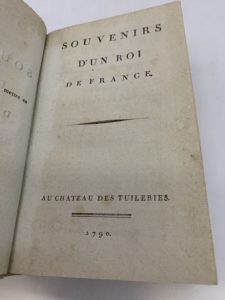 SOUVENIRS
D'UN ROI
DE FRANCE.
AU CHATEAU DES TUILERIES.
1790.